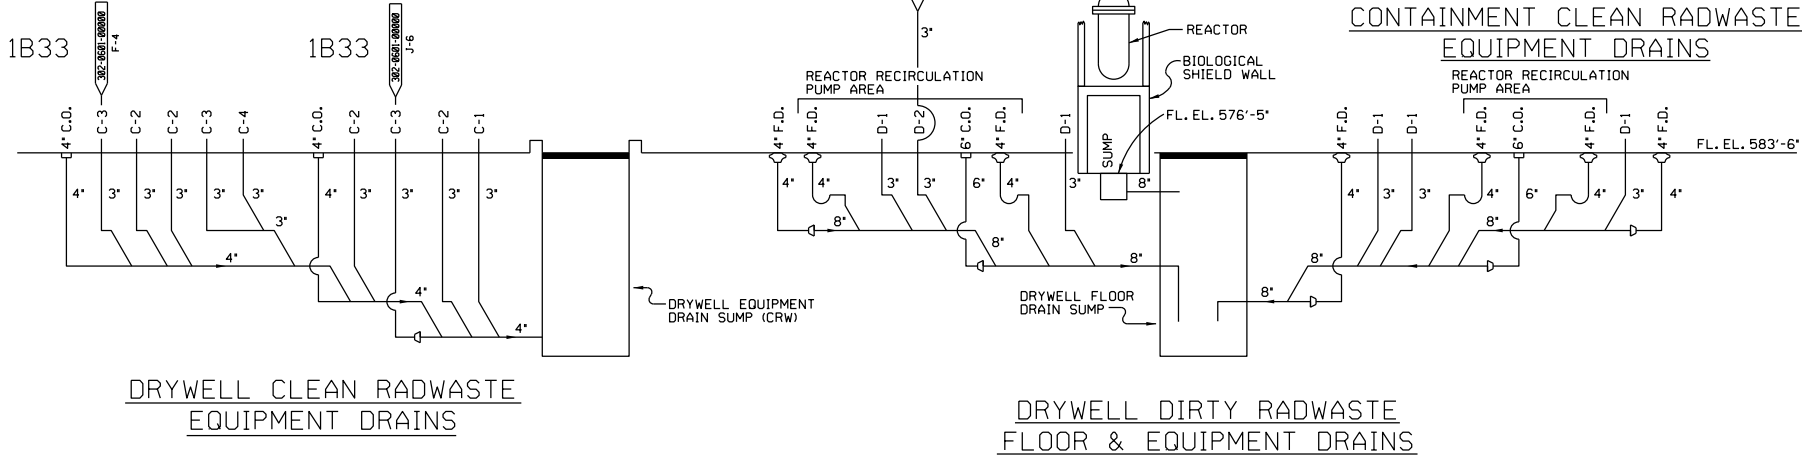 CONTAINMENT CLEAN RADWASTE
EQUIPMENT DRAINS
1B33
302-0601-00000
F-4
1B33
302-0601-00000
J-6
3"
REACTOR
BIOLOGICAL
SHIELD WALL
REACTOR RECIRCULATION
PUMP AREA
REACTOR RECIRCULATION
PUMP AREA
FL. EL. 576'-5"
SUMP
FL. EL. 583'-6"
4" C.O.
C-3
C-2
C-2
C-3
C-4
4" C.O.
C-2
C-3
C-2
C-1
4" F.D.
4" F.D.
D-1
D-2
6" C.O.
4" F.D.
D-1
4" F.D.
D-1
D-1
4" F.D.
6" C.O.
4" F.D.
D-1
4" F.D.
4"
3"
3"
3"
3"
3"
4"
3"
3"
3"
3"
4"
4"
3"
3"
6"
4"
3"
8"
4"
3"
3"
4"
6"
4"
3"
4"
3"
8"
8"
8"
4"
8"
8"
8"
4"
8"
4"
DRYWELL EQUIPMENT
DRAIN SUMP (CRW)
DRYWELL FLOOR
DRAIN SUMP
DRYWELL CLEAN RADWASTE
EQUIPMENT DRAINS
DRYWELL DIRTY RADWASTE
FLOOR & EQUIPMENT DRAINS